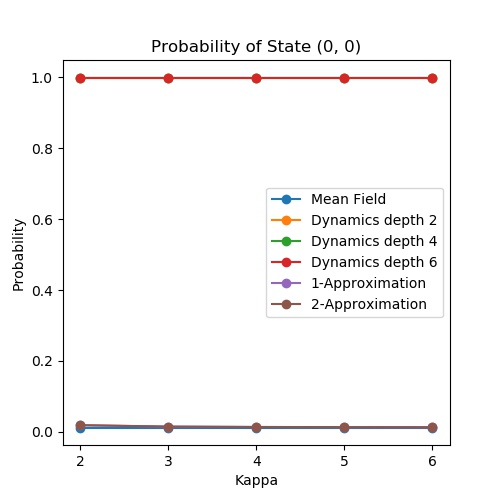 Probability of State (0, 0)
1.0
0.8
0.6
0.4
0.2
0.0
Probability
Mean Field
Dynamics depth 2
Dynamics depth 4
Dynamics depth 6
1-Approximation
2-Approximation
2 3 4 5 6
Kappa